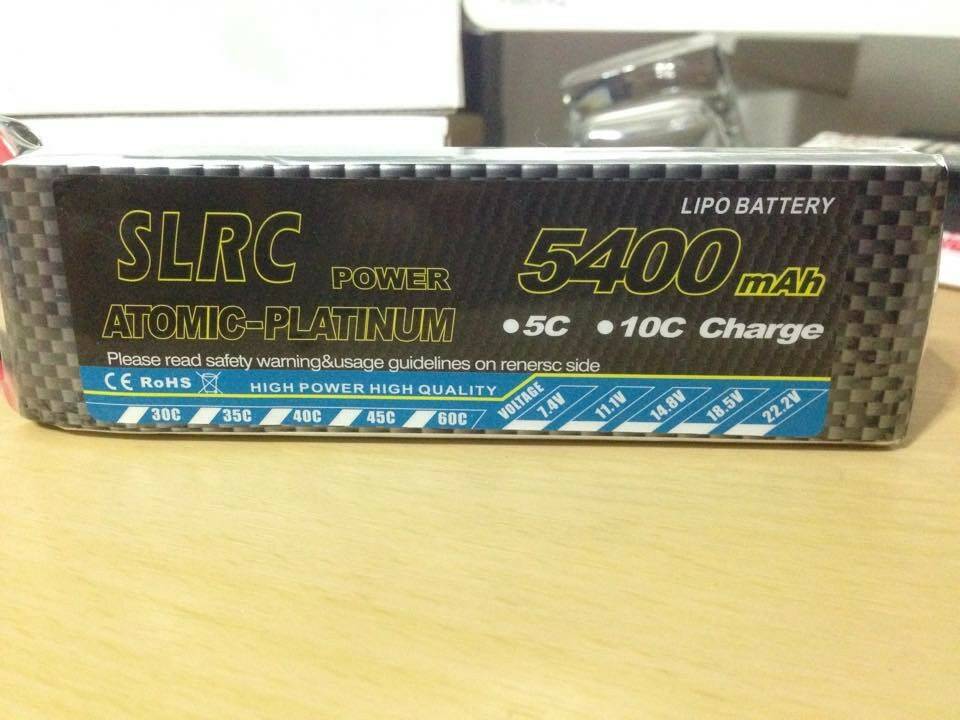 LIPO BATTERY
SLRC POWER
5400 mAh
ATOMIC-PLATINUM
●5C ●10C Charge
Please read safety warning&usage guidelines on renersc side
CE RoHS HIGH POWER HIGH QUALITY
30C 35C 40C 45C 60C
VOLTAGE 7.4V 11.1V 14.8V 18.5V 22.2V